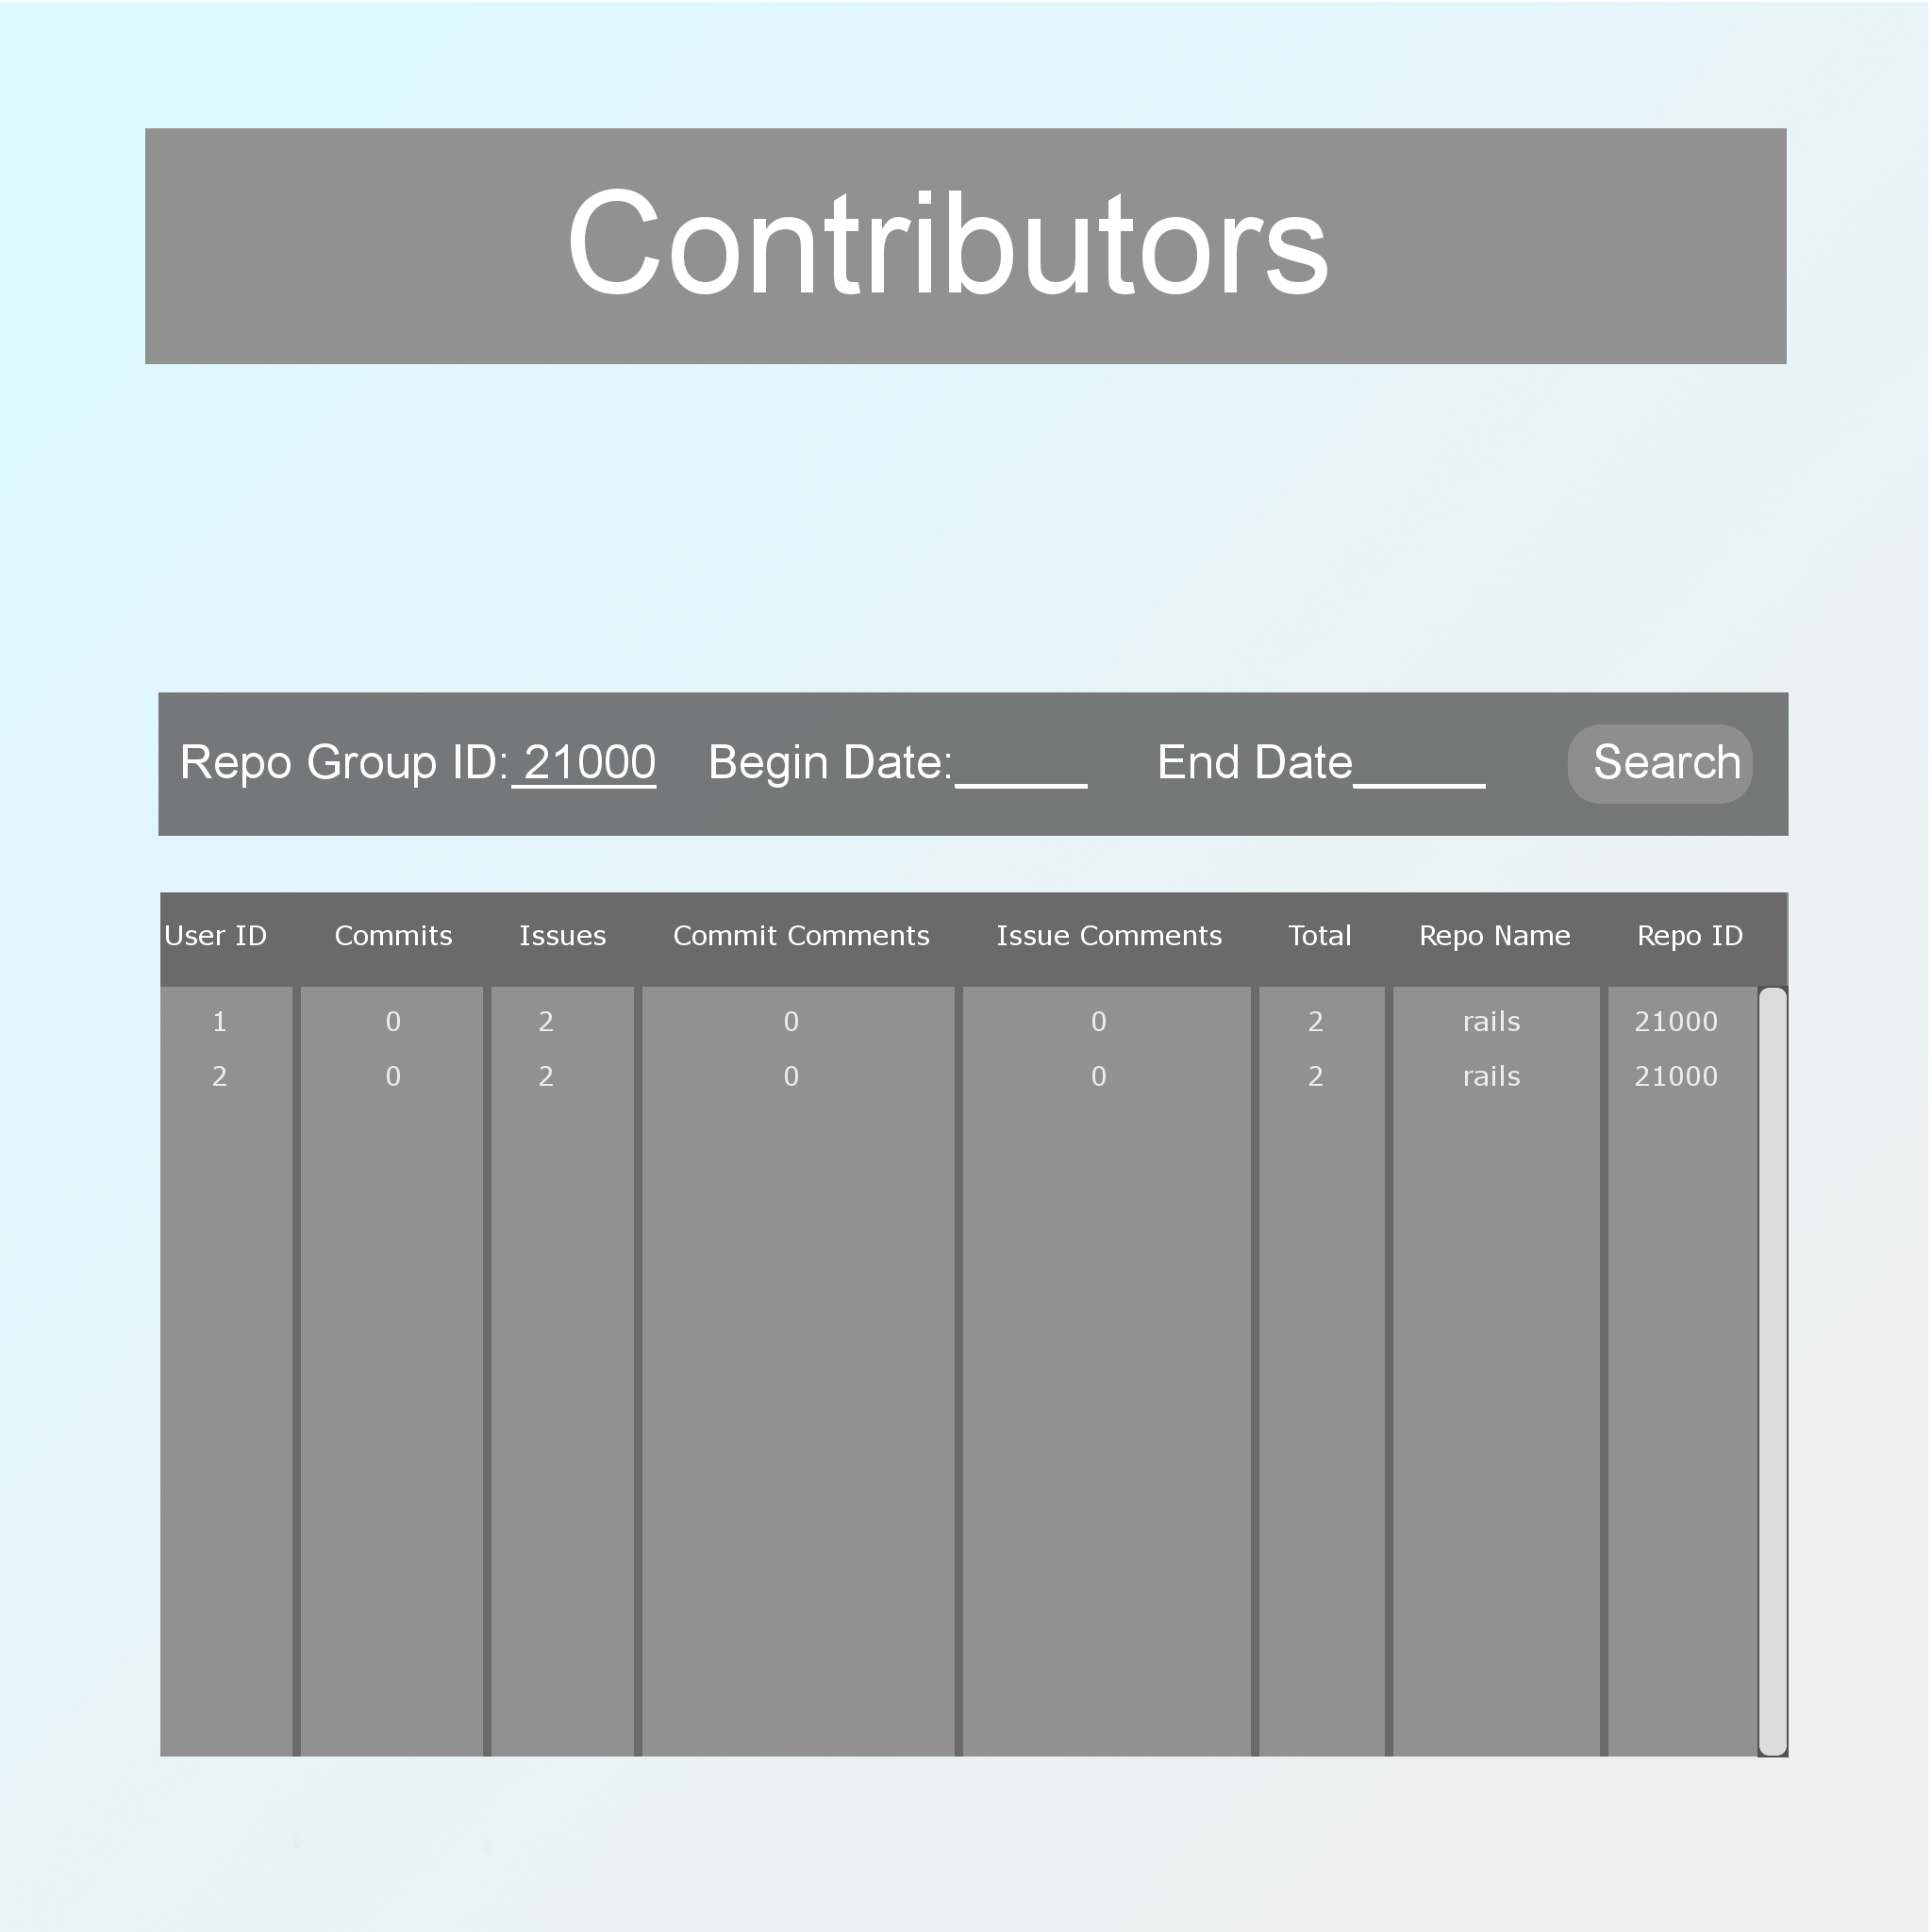 Contributors
Repo Group ID: 21000 Begin Date:______ End Date______ Search
User ID Commits Issues Commit Comments Issue Comments Total Repo Name Repo ID
1 0 2 0 0 2 rails 21000
2 0 2 0 0 2 rails 21000